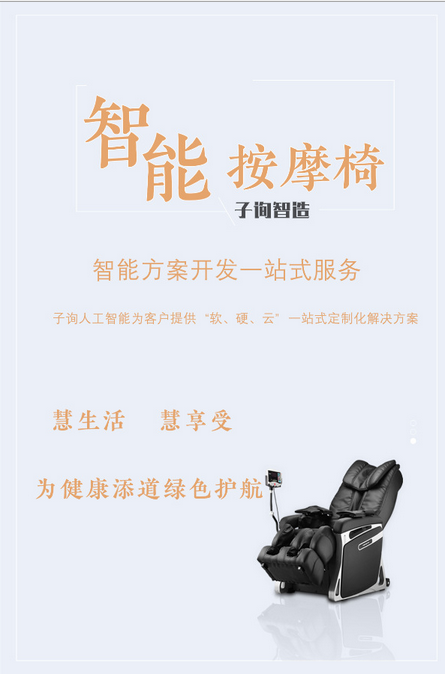 智能按摩椅
子询智造
智能方案开发一站式服务
子询人工智能为客户提供“软、硬、云”一站式定制化解决方案
慧生活 慧享受
为健康添道绿色护航